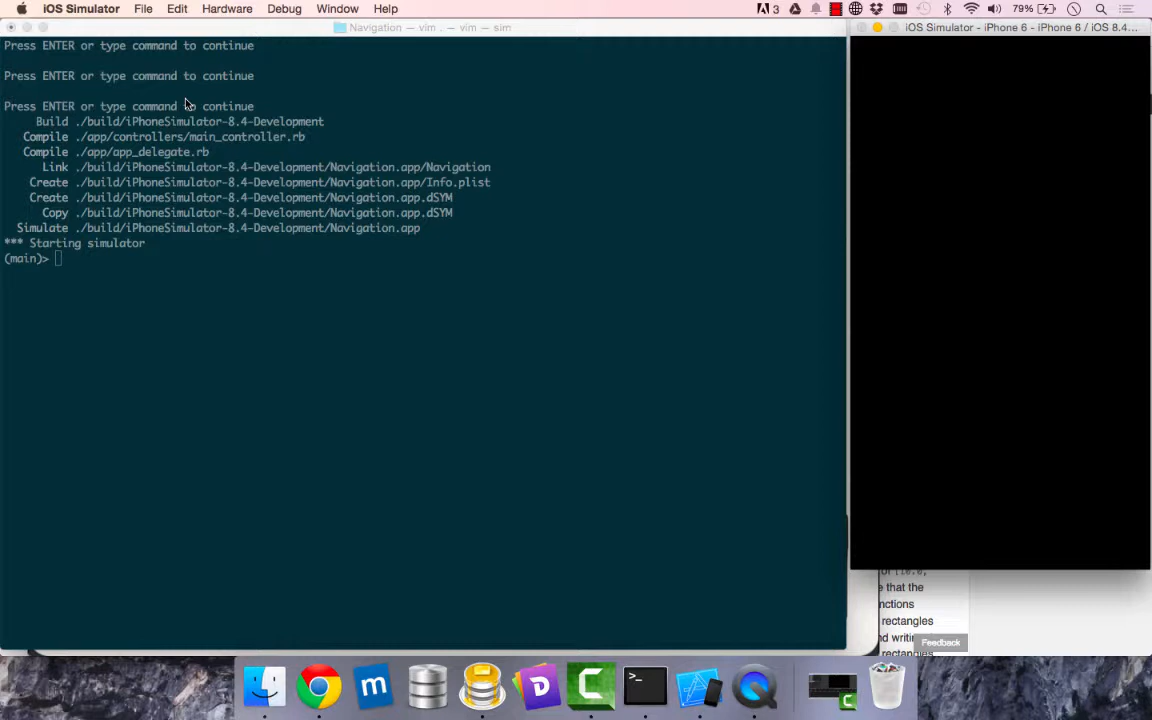 iOS Simulator File Edit Hardware Debug Window Help 3 79%
Navigation — vim . — vim — sim
iOS Simulator - iPhone 6 - iPhone 6 / iOS 8.4...
Press ENTER or type command to continue
Press ENTER or type command to continue
Press ENTER or type command to continue
Build ./build/iPhoneSimulator-8.4-Development
Compile ./app/controllers/main_controller.rb
Compile ./app/app_delegate.rb
Link ./build/iPhoneSimulator-8.4-Development/Navigation.app/Navigation
Create ./build/iPhoneSimulator-8.4-Development/Navigation.app/Info.plist
Create ./build/iPhoneSimulator-8.4-Development/Navigation.app.dSYM
Copy ./build/iPhoneSimulator-8.4-Development/Navigation.app.dSYM
Simulate ./build/iPhoneSimulator-8.4-Development/Navigation.app
*** Starting simulator
(main)>
e that the
nctions
rectangles
nd writin
Feedback
rectangles
m
D
C
>_
C